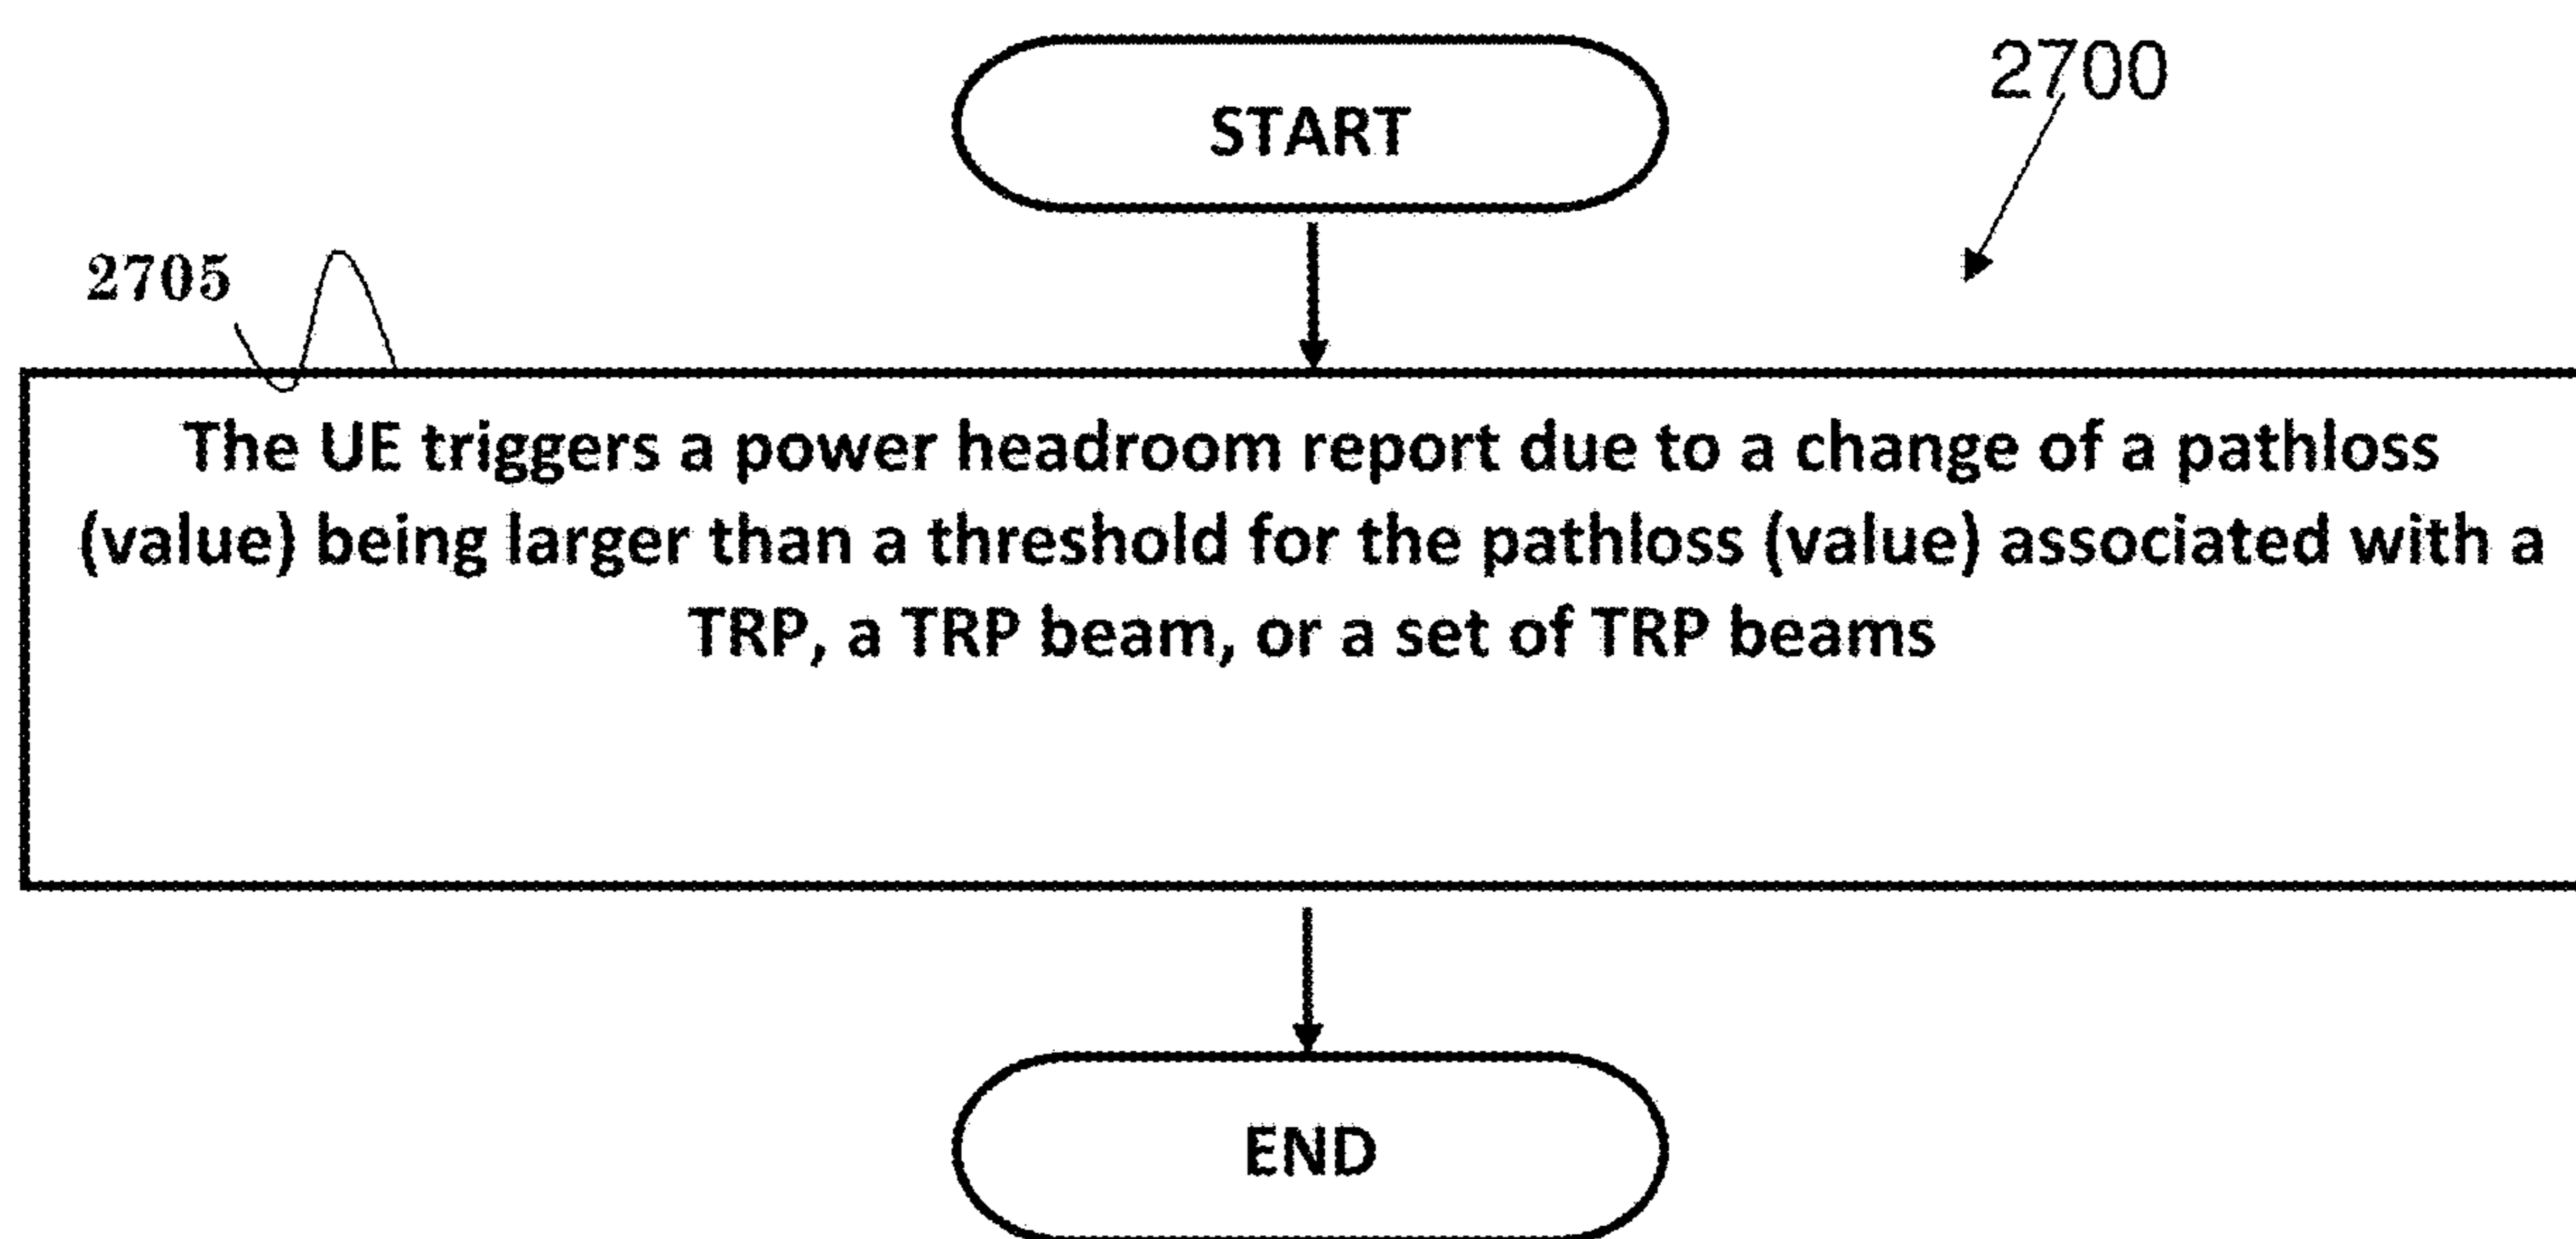 START
2700
2705
The UE triggers a power headroom report due to a change of a pathloss
(value) being larger than a threshold for the pathloss (value) associated with a
TRP, a TRP beam, or a set of TRP beams
END